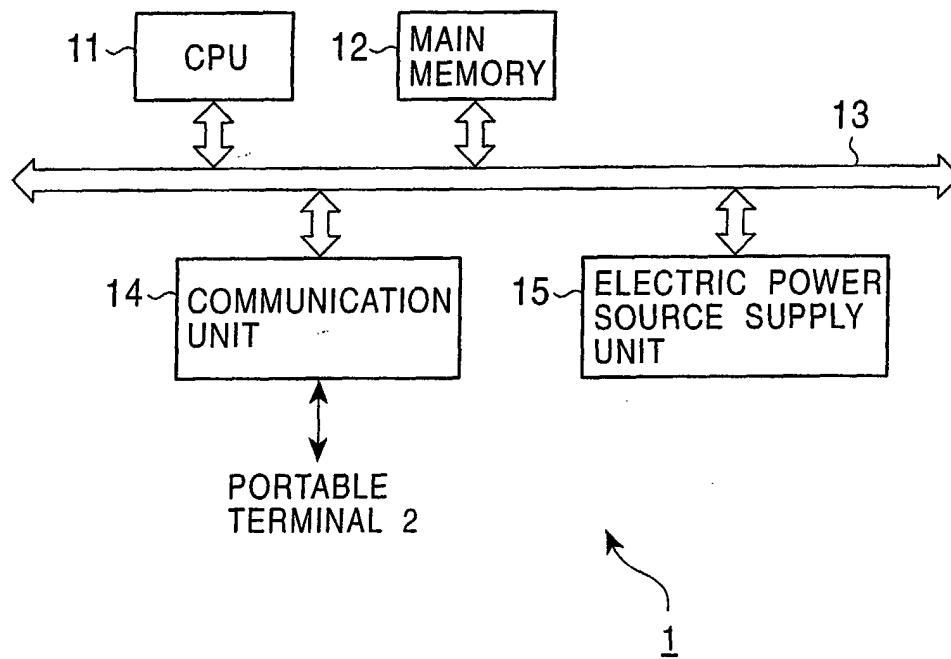 11
CPU
12
MAIN
MEMORY
13
14
COMMUNICATION
UNIT
15
ELECTRIC POWER
SOURCE SUPPLY
UNIT
PORTABLE
TERMINAL 2
1